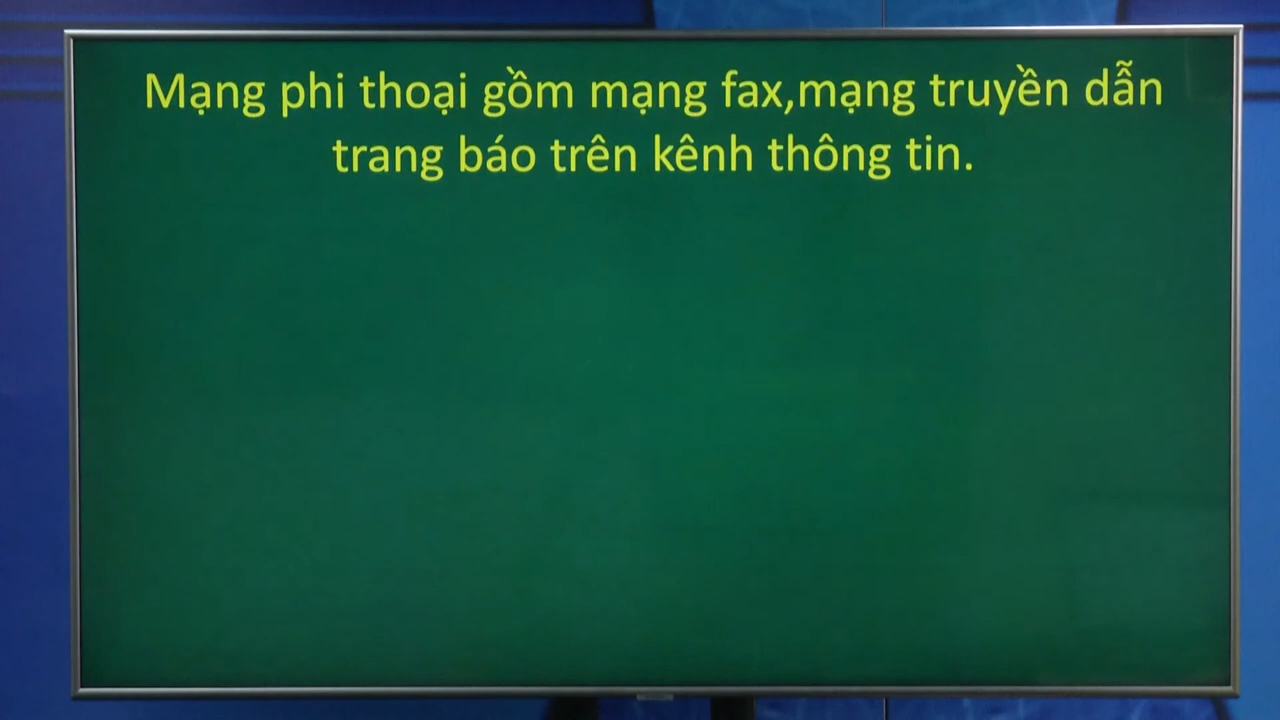 Mạng phi thoại gồm mạng fax,mạng truyền dẫn
trang báo trên kênh thông tin.